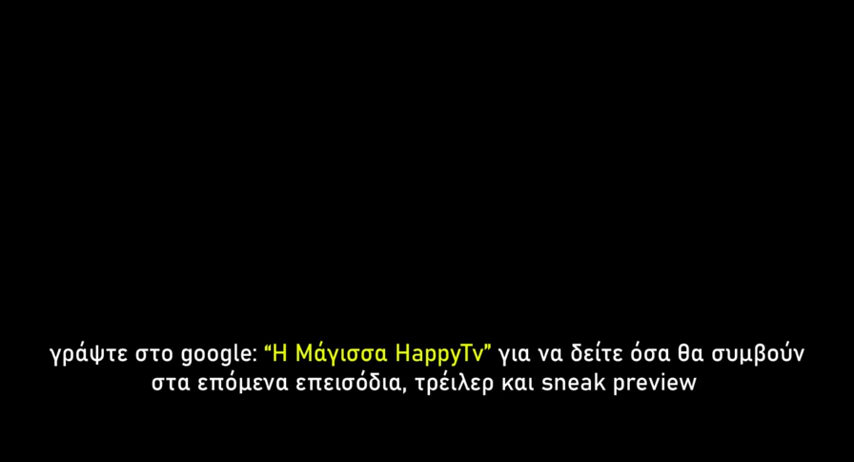 γράψτε στο google: “Η Μάγισσα HappyTv” για να δείτε όσα θα συμβούν
στα επόμενα επεισόδια, τρέιλερ και sneak preview